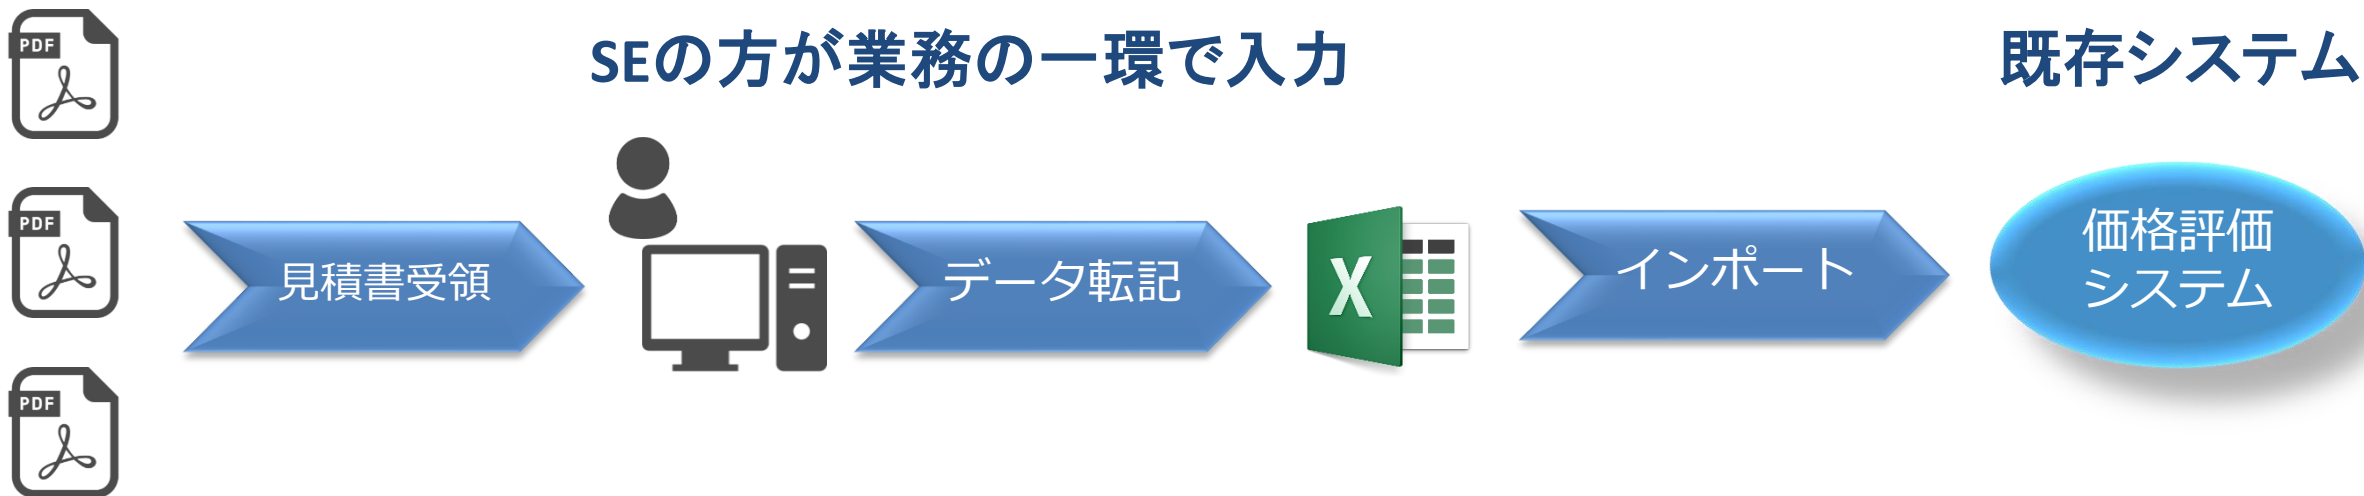 SEの方が業務の一環で入力
既存システム
PDF
PDF
PDF
見積書受領
データ転記
X
インポート
価格評価
システム